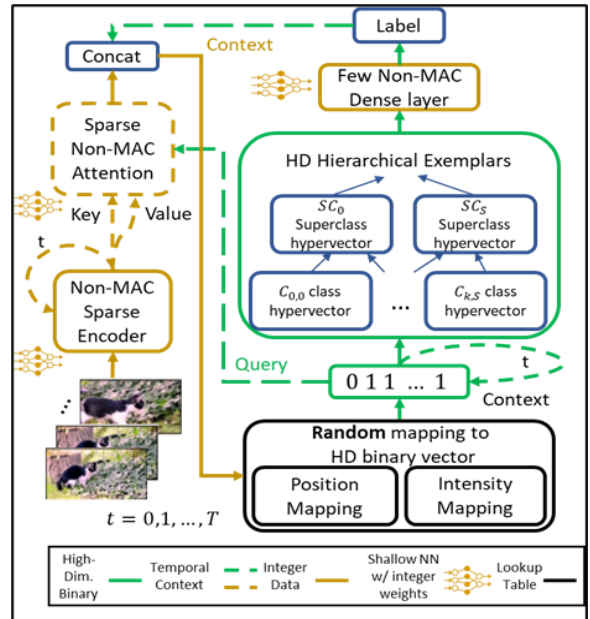 Label
Context
Concat
Few Non-MAC
Dense layer
Sparse
Non-MAC
Attention
HD Hierarchical Exemplars
SC₀
Superclass
hypervector
SC_S
Superclass
hypervector
Key
Value
t
C₀,₀ class
hypervector
...
C_{k,S} class
hypervector
Non-MAC
Sparse
Encoder
Query
0 1 1 ... 1
t
Context
...
Random mapping to
HD binary vector
Position
Mapping
Intensity
Mapping
t = 0,1, ..., T
High-
Dim.
Binary
Temporal
Context
Integer
Data
Shallow NN
w/ integer
weights
Lookup
Table